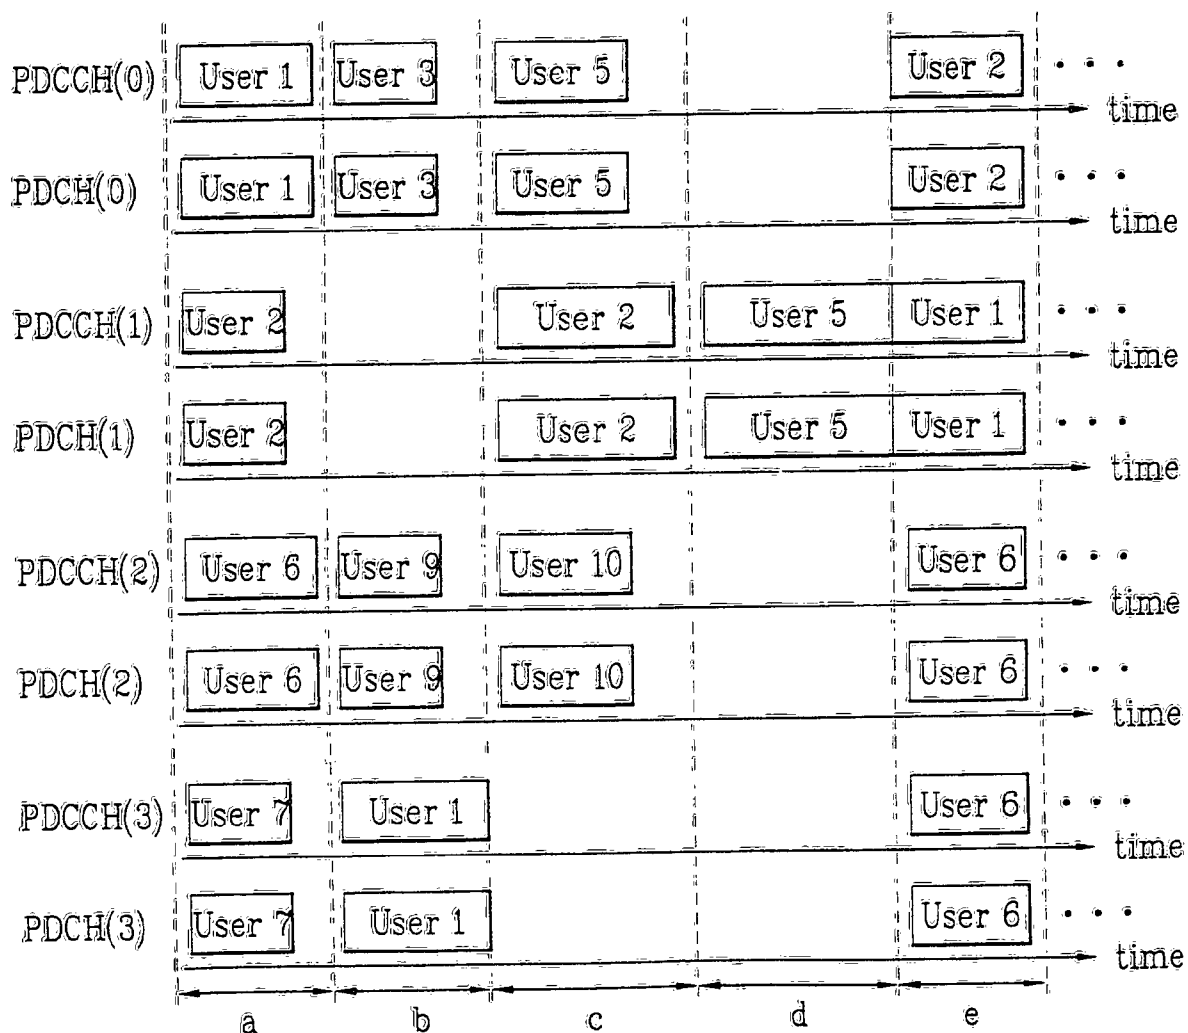 PDCCH(0) User 1 User 3 User 5 User 2 • • •
time
PDCH(0) User 1 User 3 User 5 User 2 • • •
time
PDCCH(1) User 2 User 2 User 5 User 1 • • •
time
PDCH(1) User 2 User 2 User 5 User 1 • • •
time
PDCCH(2) User 6 User 9 User 10 User 6 • • •
time
PDCH(2) User 6 User 9 User 10 User 6 • • •
time
PDCCH(3) User 7 User 1 User 6 • • •
time
PDCH(3) User 7 User 1 User 6 • • •
time
a b c d e